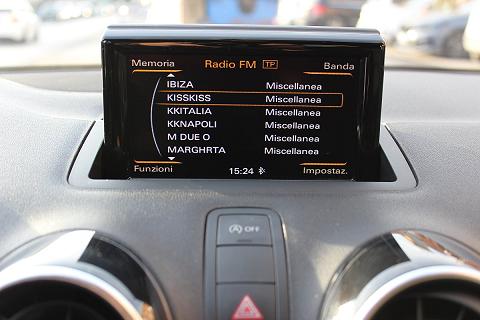 Memoria Radio FM TP Banda
IBIZA Miscellanea
KISSKISS Miscellanea
KKITALIA Miscellanea
KKNAPOLI Miscellanea
M DUE O Miscellanea
MARGHRTA Miscellanea
Funzioni 15:24 Impostaz.
A OFF